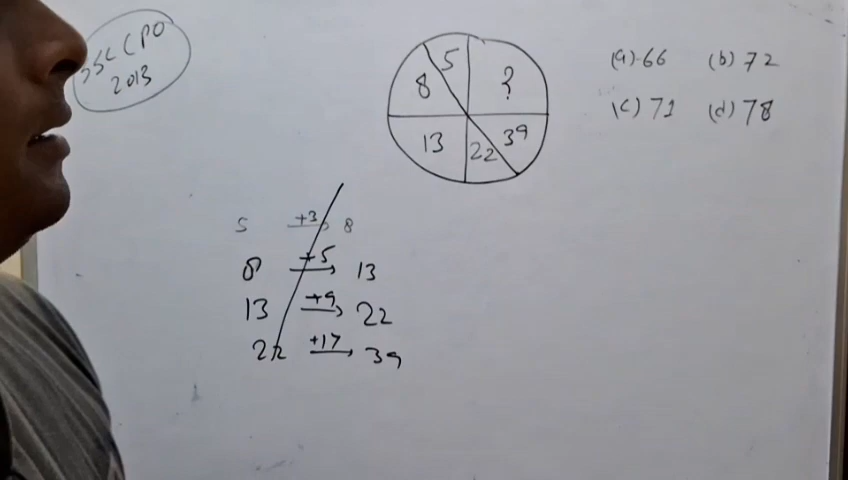 SSC CPO
2013
5 ?
8
13 22 39
(a) 66 (b) 72
(c) 71 (d) 78
5 +3 8
8 +5 13
13 +9 22
22 +17 39